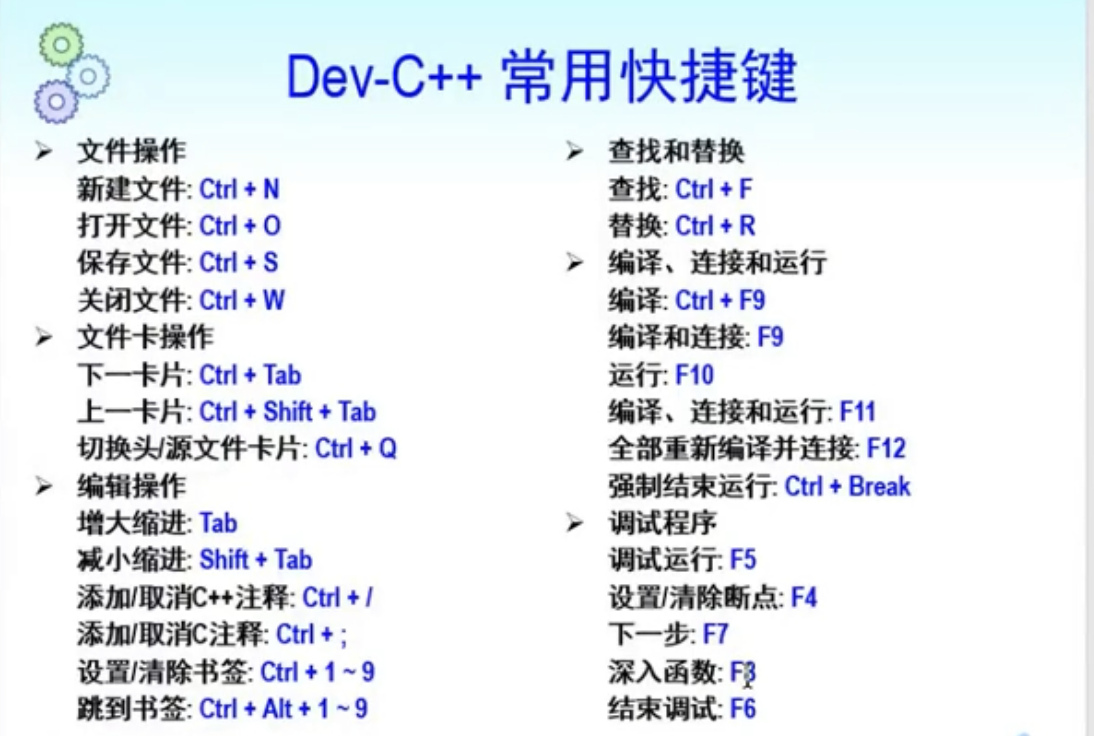 Dev-C++ 常用快捷键
文件操作
新建文件: Ctrl + N
打开文件: Ctrl + O
保存文件: Ctrl + S
关闭文件: Ctrl + W
文件卡操作
下一卡片: Ctrl + Tab
上一卡片: Ctrl + Shift + Tab
切换头/源文件卡片: Ctrl + Q
编辑操作
增大缩进: Tab
减小缩进: Shift + Tab
添加/取消C++注释: Ctrl + /
添加/取消C注释: Ctrl + ;
设置/清除书签: Ctrl + 1 ~ 9
跳到书签: Ctrl + Alt + 1 ~ 9
查找和替换
查找: Ctrl + F
替换: Ctrl + R
编译、连接和运行
编译: Ctrl + F9
编译和连接: F9
运行: F10
编译、连接和运行: F11
全部重新编译并连接: F12
强制结束运行: Ctrl + Break
调试程序
调试运行: F5
设置/清除断点: F4
下一步: F7
深入函数:
结束调试: F6